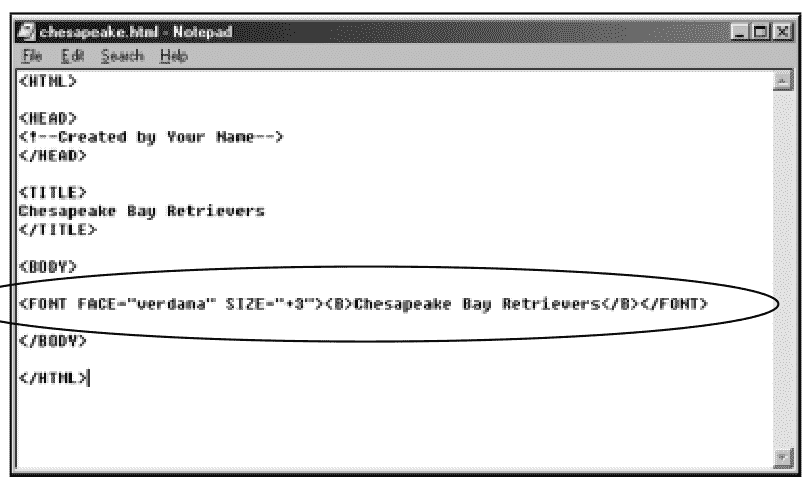 chesapeake.html - Notepad
File Edit Search Help
<HTML>
<HEAD>
<!--Created by Your Name-->
</HEAD>
<TITLE>
Chesapeake Bay Retrievers
</TITLE>
<BODY>
<FONT FACE="verdana" SIZE="+3"><B>Chesapeake Bay Retrievers</B></FONT>
</BODY>
</HTML>